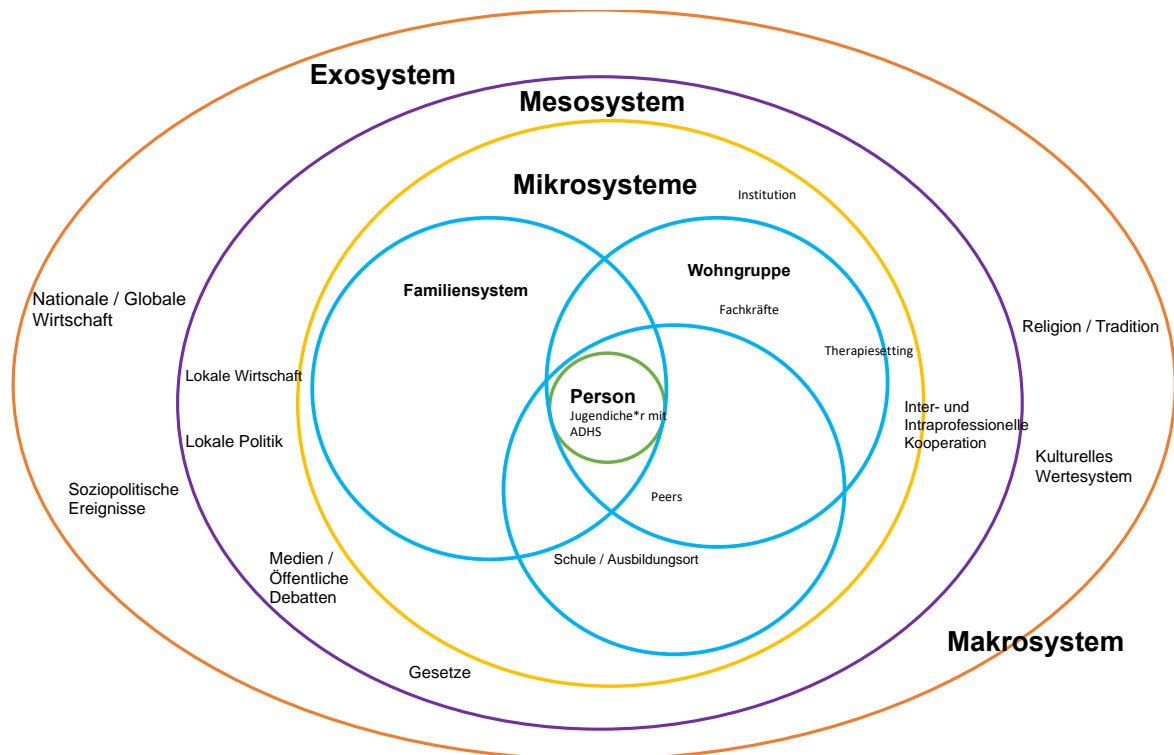 Exosystem
Mesosystem
Mikrosysteme
Institution
Familiensystem
Wohngruppe
Fachkräfte
Nationale / Globale
Wirtschaft
Religion / Tradition
Therapiesetting
Lokale Wirtschaft
Person
Jugendiche*r mit
ADHS
Inter- und
Intraprofessionelle
Kooperation
Lokale Politik
Kulturelles
Wertesystem
Soziopolitische
Ereignisse
Peers
Schule / Ausbildungsort
Medien /
Öffentliche
Debatten
Makrosystem
Gesetze